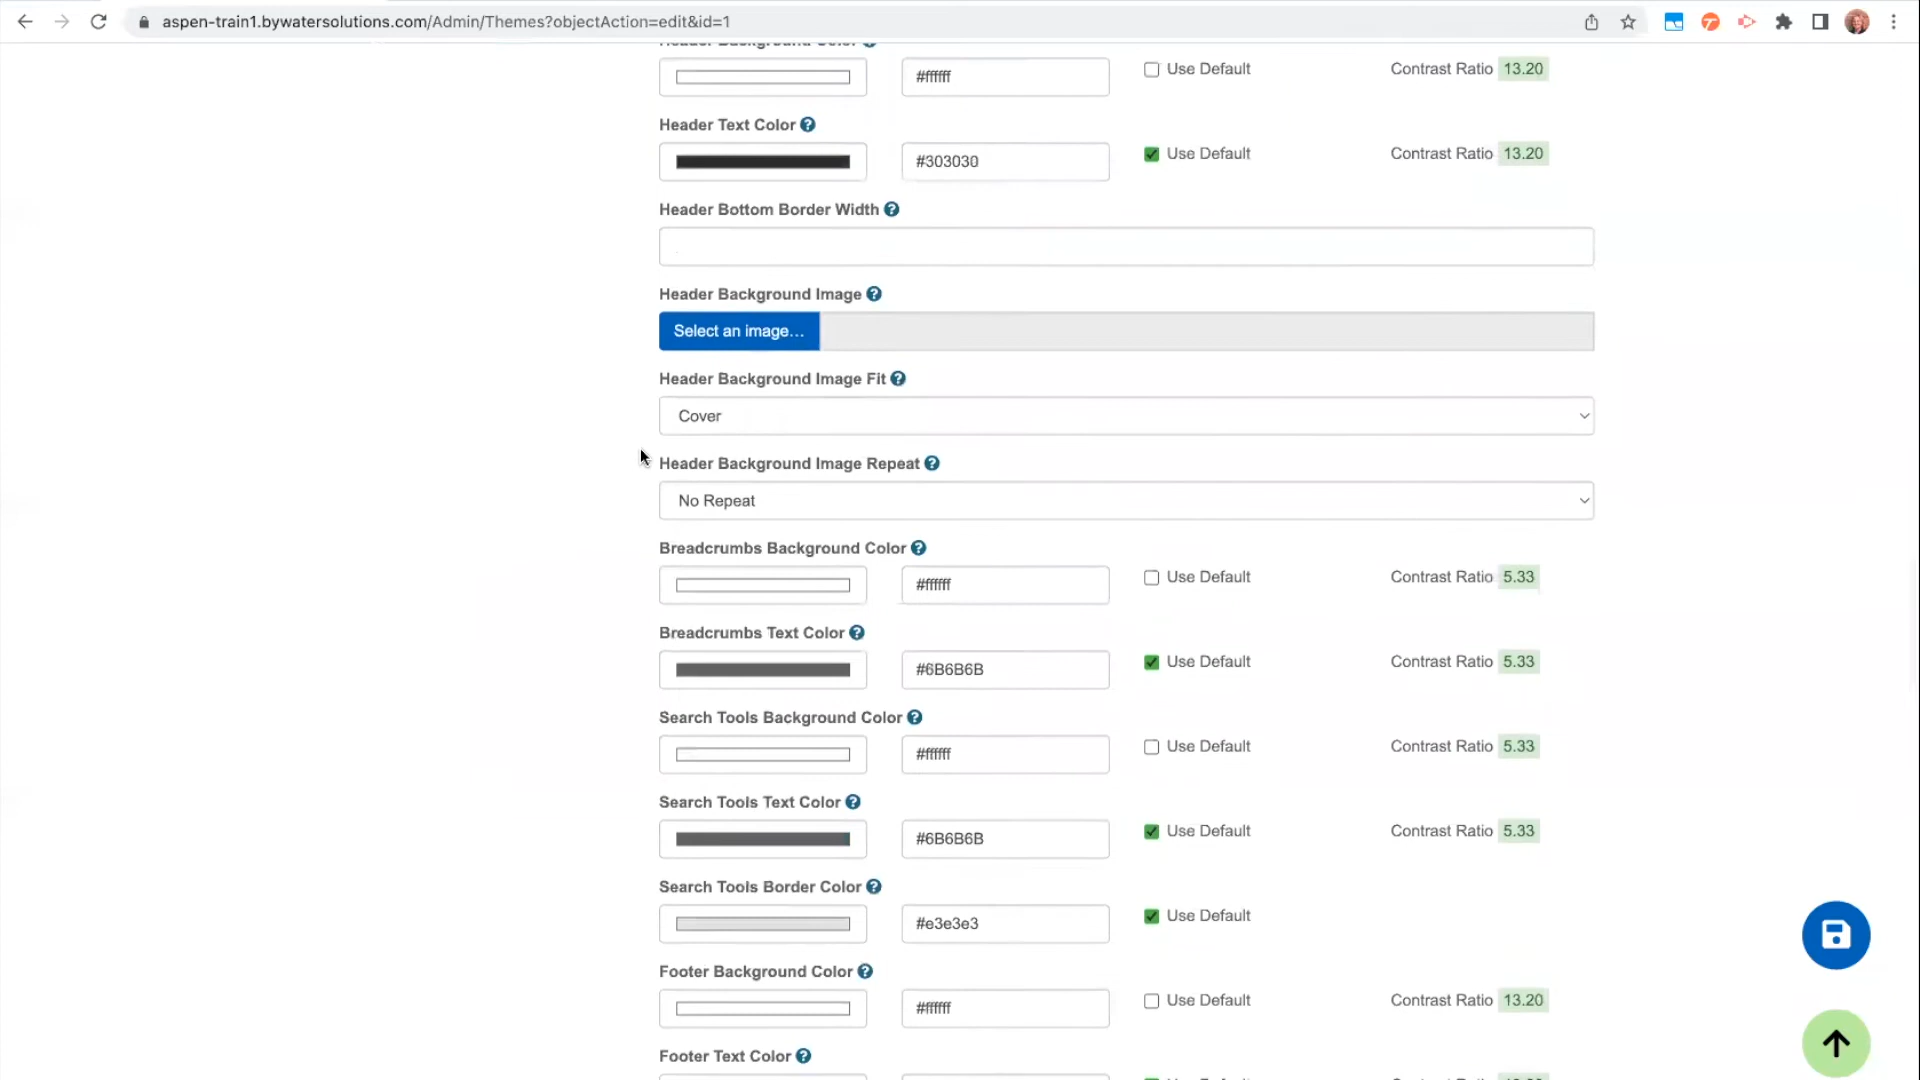 aspen-train1.bywatersolutions.com/Admin/Themes?objectAction=edit&id=1
Header Background Color ?
#ffffff Use Default Contrast Ratio 13.20
Header Text Color ?
#303030 Use Default Contrast Ratio 13.20
Header Bottom Border Width ?
Header Background Image ?
Select an image...
Header Background Image Fit ?
Cover
Header Background Image Repeat ?
No Repeat
Breadcrumbs Background Color ?
#ffffff Use Default Contrast Ratio 5.33
Breadcrumbs Text Color ?
#6B6B6B Use Default Contrast Ratio 5.33
Search Tools Background Color ?
#ffffff Use Default Contrast Ratio 5.33
Search Tools Text Color ?
#6B6B6B Use Default Contrast Ratio 5.33
Search Tools Border Color ?
#e3e3e3 Use Default
Footer Background Color ?
#ffffff Use Default Contrast Ratio 13.20
Footer Text Color ?